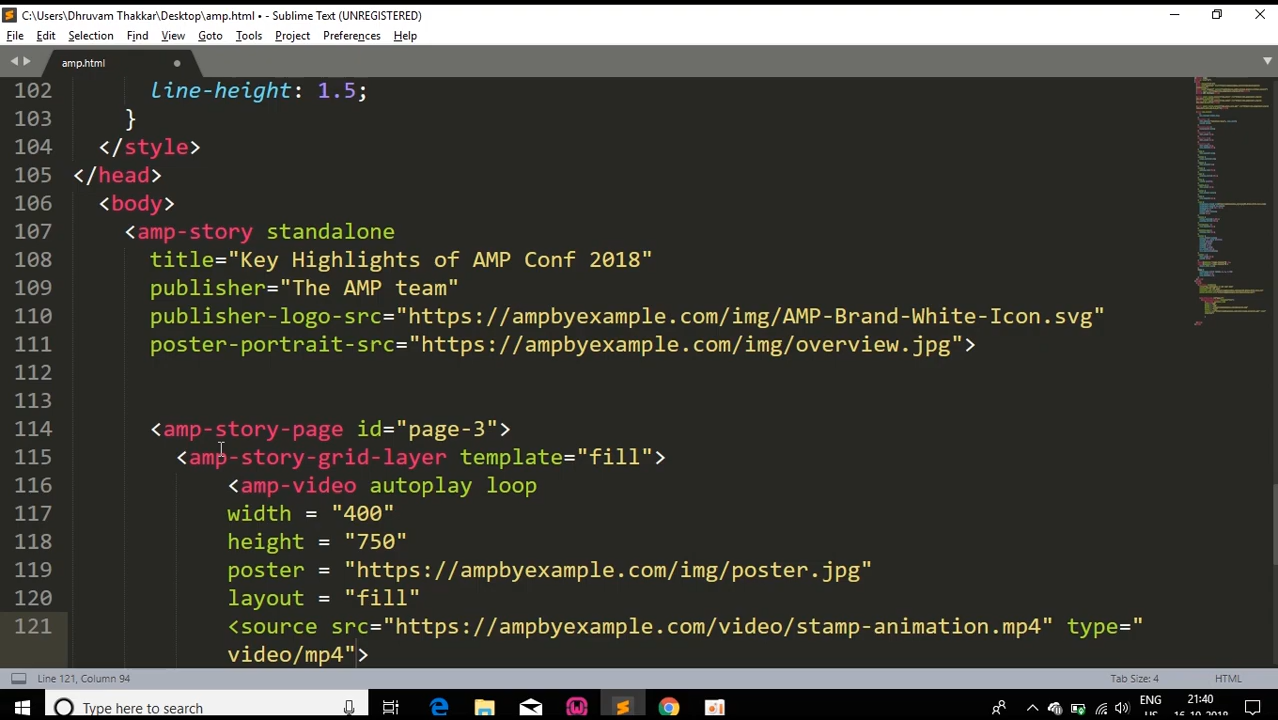 C:\Users\Dhruvam Thakkar\Desktop\amp.html • - Sublime Text (UNREGISTERED)
File Edit Selection Find View Goto Tools Project Preferences Help
amp.html
102 line-height: 1.5;
103 }
104 </style>
105 </head>
106 <body>
107 <amp-story standalone
108 title="Key Highlights of AMP Conf 2018"
109 publisher="The AMP team"
110 publisher-logo-src="https://ampbyexample.com/img/AMP-Brand-White-Icon.svg"
111 poster-portrait-src="https://ampbyexample.com/img/overview.jpg">
112
113
114 <amp-story-page id="page-3">
115 <amp-story-grid-layer template="fill">
116 <amp-video autoplay loop
117 width = "400"
118 height = "750"
119 poster = "https://ampbyexample.com/img/poster.jpg"
120 layout = "fill"
121 <source src="https://ampbyexample.com/video/stamp-animation.mp4" type="
video/mp4">
Line 121, Column 94 Tab Size: 4 HTML
Type here to search
ENG 21:40
16-10-2018